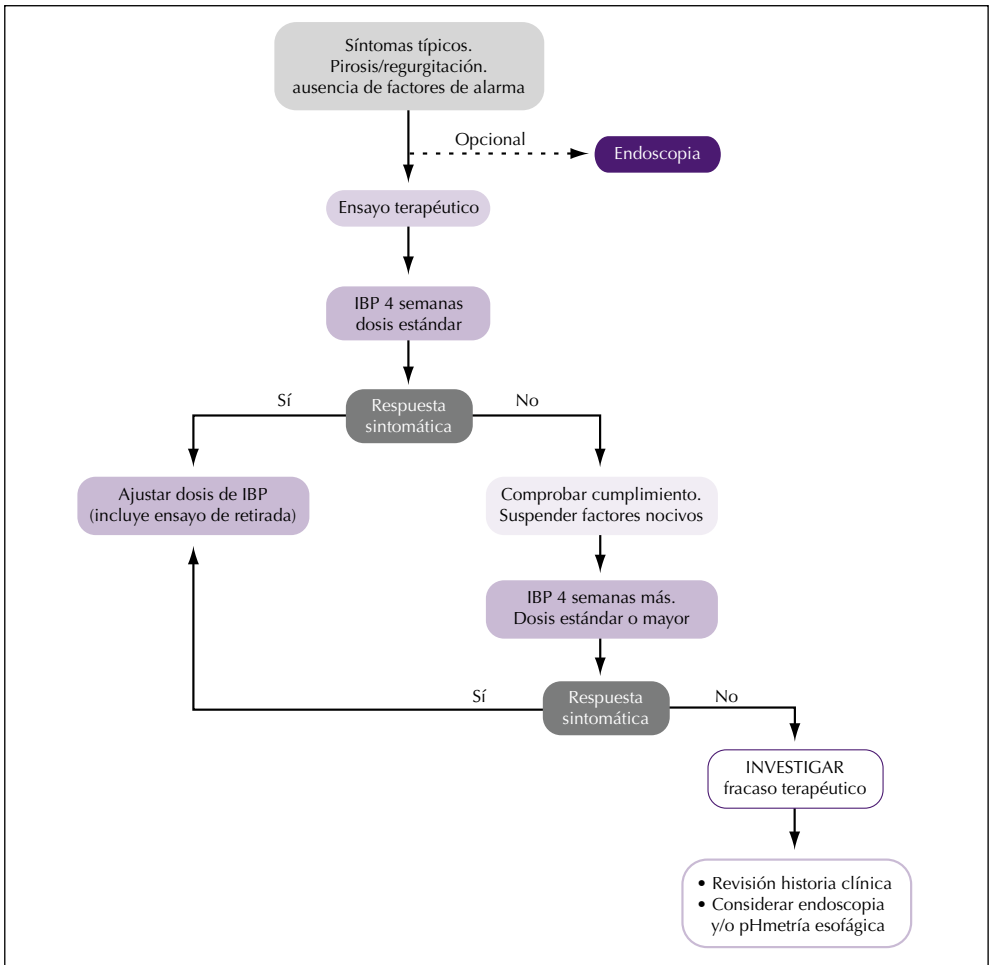 Síntomas típicos.
Pirosis/regurgitación.
ausencia de factores de alarma
Opcional
Endoscopia
Ensayo terapéutico
IBP 4 semanas
dosis estándar
Sí
Respuesta
sintomática
No
Ajustar dosis de IBP
(incluye ensayo de retirada)
Comprobar cumplimiento.
Suspender factores nocivos
IBP 4 semanas más.
Dosis estándar o mayor
Sí
Respuesta
sintomática
No
INVESTIGAR
fracaso terapéutico
• Revisión historia clínica
• Considerar endoscopia
y/o pHmetría esofágica